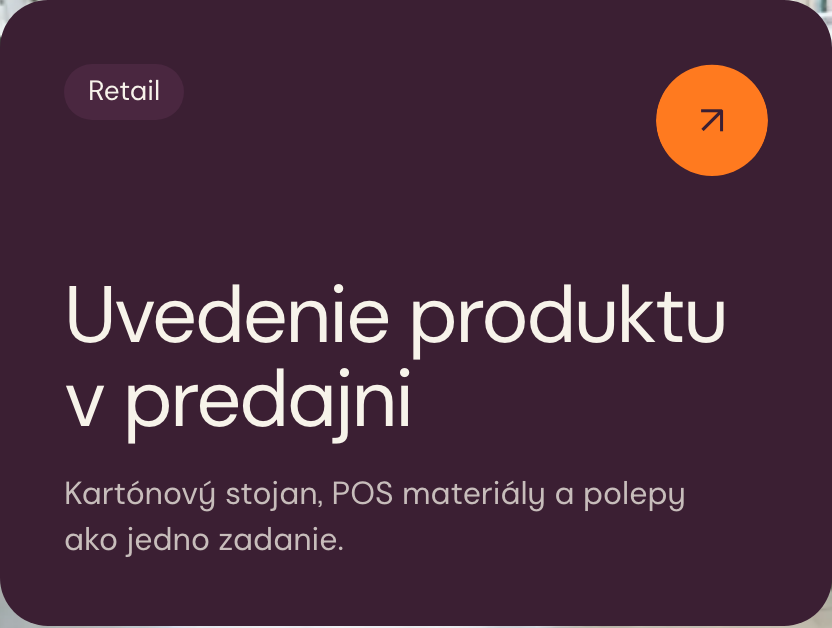 Retail
Uvedenie produktu
v predajni
Kartónový stojan, POS materiály a polepy
ako jedno zadanie.